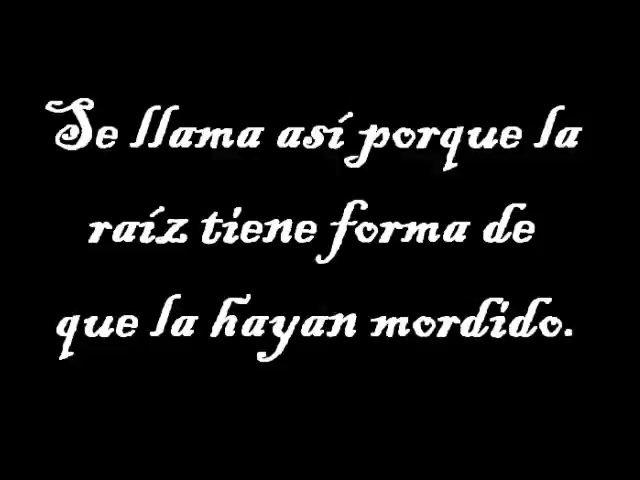 Se llama así porque la
raíz tiene forma de
que la hayan mordido.